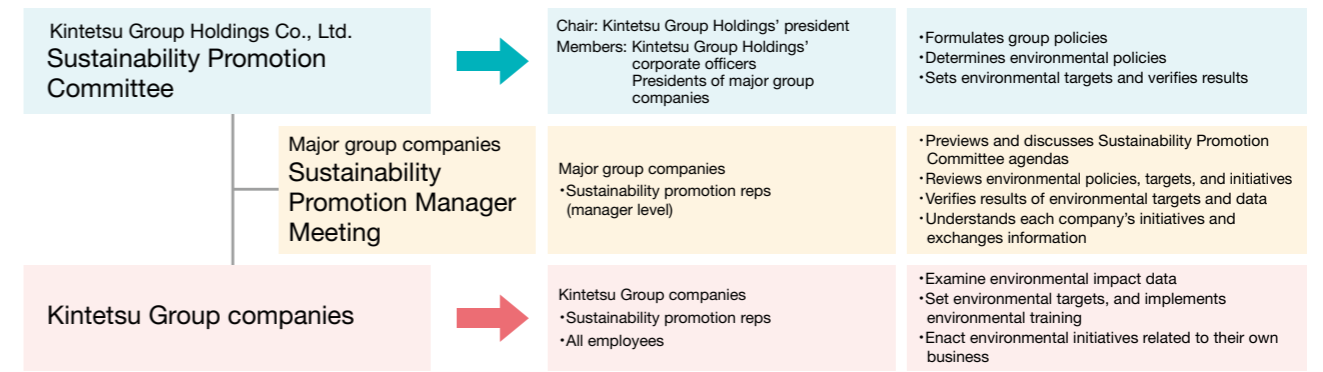 Kintetsu Group Holdings Co., Ltd.
Sustainability Promotion
Committee
Chair: Kintetsu Group Holdings' president
Members: Kintetsu Group Holdings'
corporate officers
Presidents of major group
companies
・Formulates group policies
・Determines environmental policies
・Sets environmental targets and verifies results
Major group companies
Sustainability
Promotion Manager
Meeting
Major group companies
・Sustainability promotion reps
(manager level)
・Previews and discusses Sustainability Promotion
Committee agendas
・Reviews environmental policies, targets, and initiatives
・Verifies results of environmental targets and data
・Understands each company's initiatives and
exchanges information
Kintetsu Group companies
Kintetsu Group companies
・Sustainability promotion reps
・All employees
・Examine environmental impact data
・Set environmental targets, and implements
environmental training
・Enact environmental initiatives related to their own
business